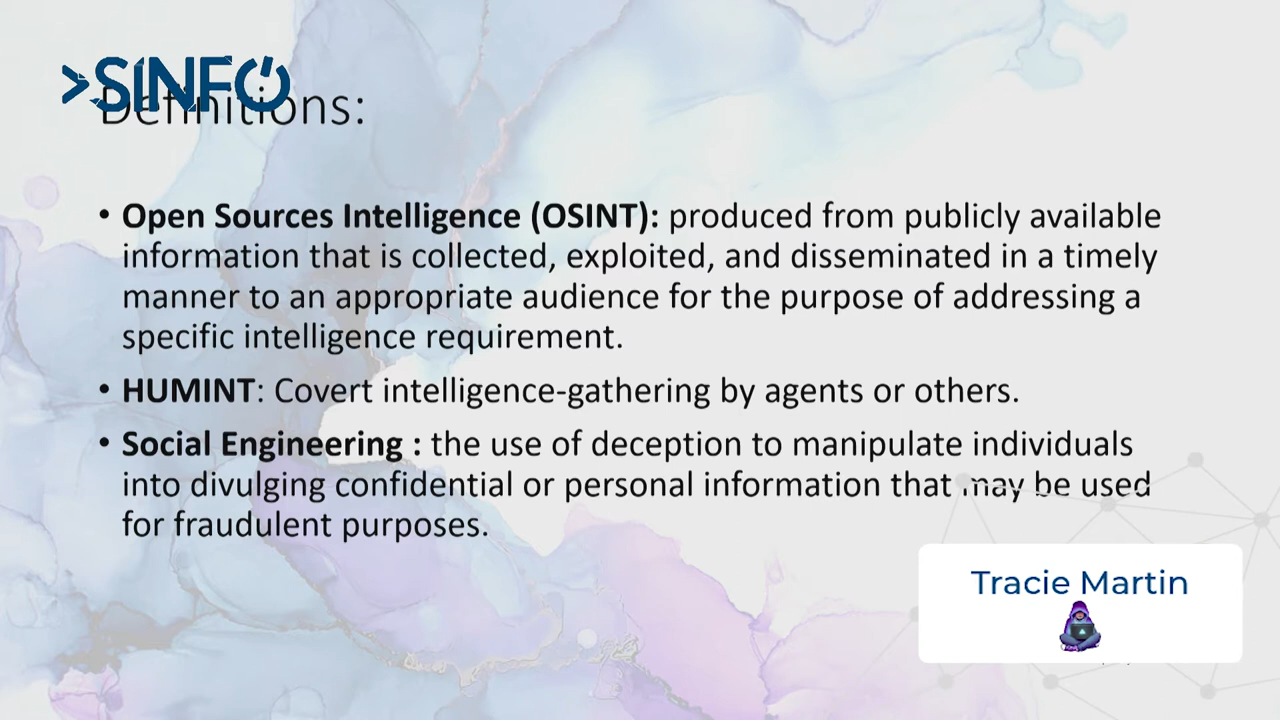 >SINFO
Definitions:
• Open Sources Intelligence (OSINT): produced from publicly available
information that is collected, exploited, and disseminated in a timely
manner to an appropriate audience for the purpose of addressing a
specific intelligence requirement.
• HUMINT: Covert intelligence-gathering by agents or others.
• Social Engineering : the use of deception to manipulate individuals
into divulging confidential or personal information that may be used
for fraudulent purposes.
Tracie Martin